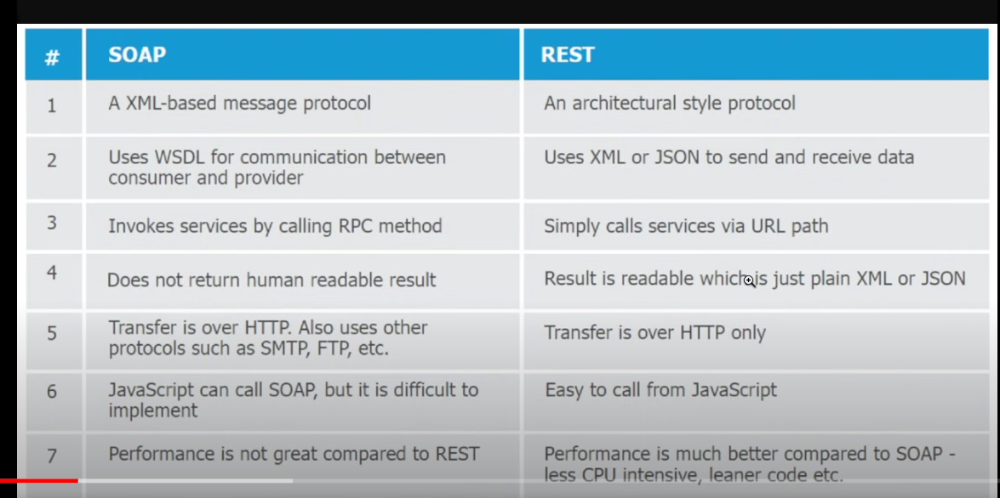 # SOAP REST
1 A XML-based message protocol An architectural style protocol
2 Uses WSDL for communication between Uses XML or JSON to send and receive data
consumer and provider
3 Invokes services by calling RPC method Simply calls services via URL path
4 Does not return human readable result Result is readable which is just plain XML or JSON
5 Transfer is over HTTP. Also uses other Transfer is over HTTP only
protocols such as SMTP, FTP, etc.
6 JavaScript can call SOAP, but it is difficult to Easy to call from JavaScript
implement
7 Performance is not great compared to REST Performance is much better compared to SOAP -
less CPU intensive, leaner code etc.